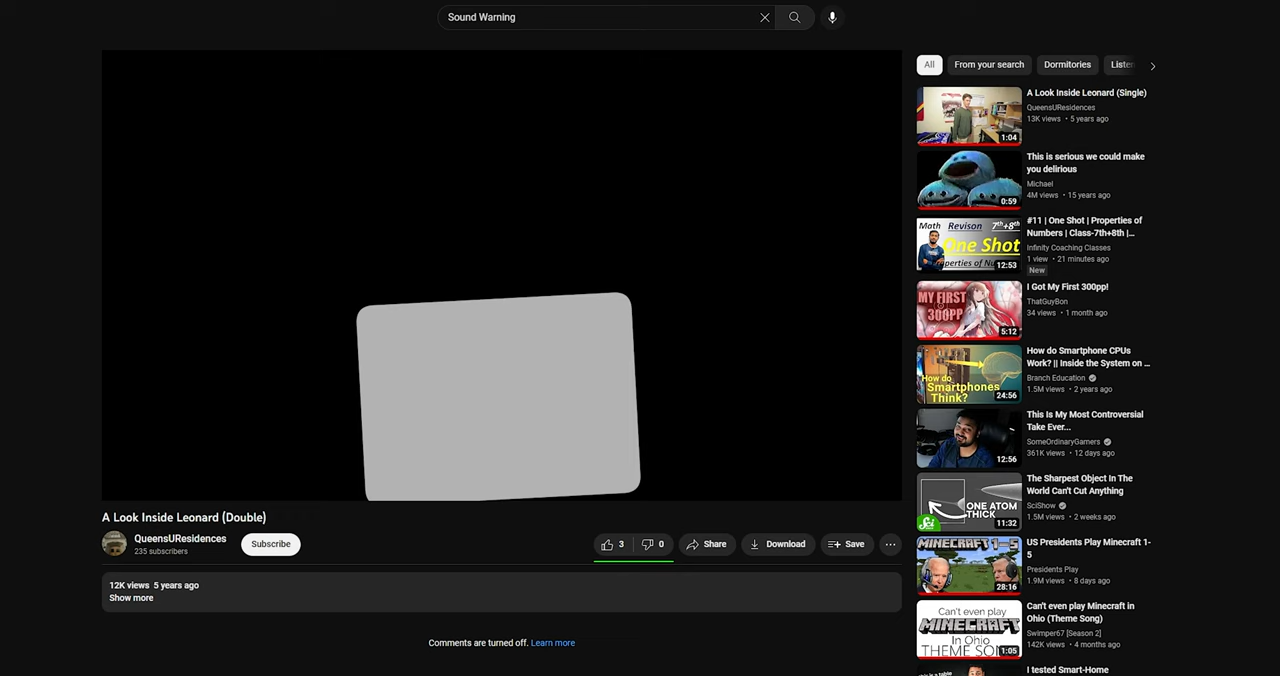 Sound Warning
All
From your search
Dormitories
Listen
A Look Inside Leonard (Single)
QueensUResidences
13K views • 5 years ago
1:04
This is serious we could make
you delirious
Michael
4M views • 15 years ago
0:59
Math Revison 7th+8th
One Shot
12:53
#11 | One Shot | Properties of
Numbers | Class-7th+8th |...
Infinity Coaching Classes
1 view • 21 minutes ago
New
MY FIRST
300PP
5:12
I Got My First 300pp!
ThatGuyBon
34 views • 1 month ago
How do
Smartphones
Think?
24:56
How do Smartphone CPUs
Work? || Inside the System on ...
Branch Education
1.5M views • 2 years ago
12:56
This Is My Most Controversial
Take Ever...
SomeOrdinaryGamers
361K views • 12 days ago
ONE ATOM
THICK
Sci
11:32
The Sharpest Object In The
World Can't Cut Anything
SciShow
1.5M views • 2 weeks ago
MINECRAFT 1-5
28:16
US Presidents Play Minecraft 1-
5
Presidents Play
1.9M views • 8 days ago
Can't even play
MINECRAFT
In Ohio
THEME SONG
1:05
Can't even play Minecraft in
Ohio (Theme Song)
Swimper67 [Season 2]
142K views • 4 months ago
I tested Smart-Home
A Look Inside Leonard (Double)
QueensUResidences
235 subscribers
Subscribe
3
0
Share
Download
Save
12K views 5 years ago
Show more
Comments are turned off. Learn more